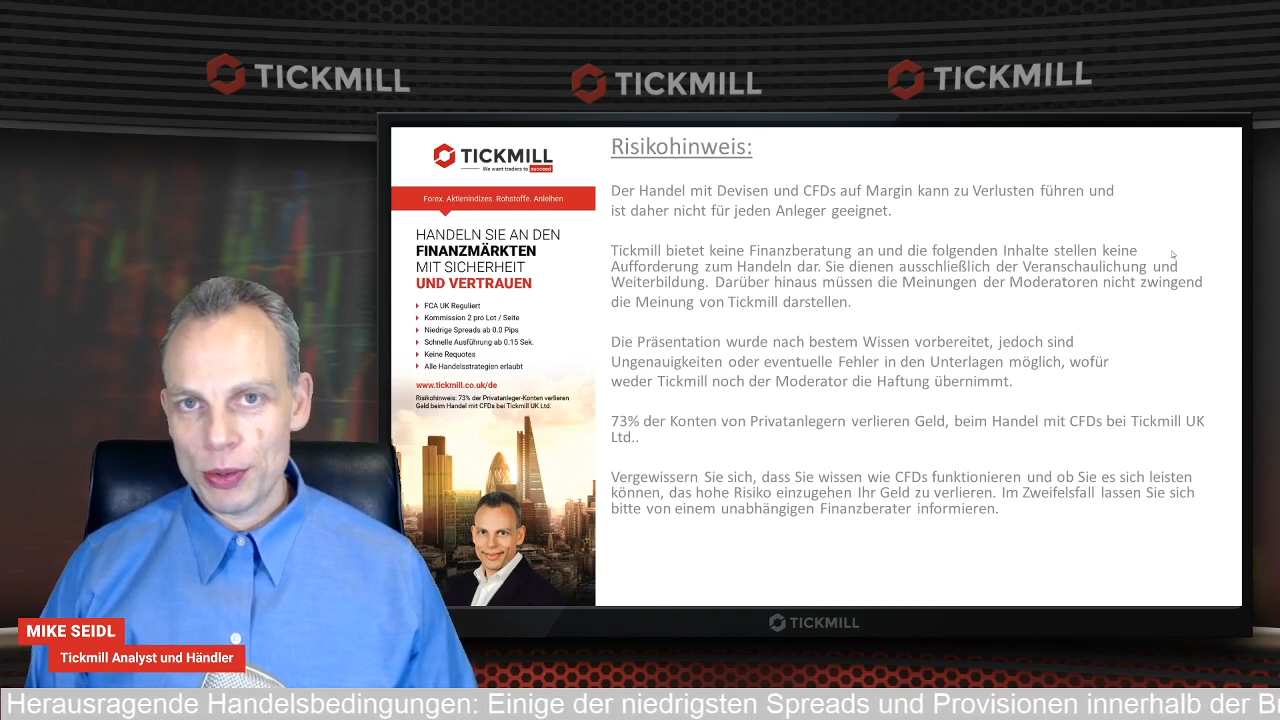 TICKMILL
TICKMILL
TICKMILL
TICKMILL
We want traders to succeed
Forex. Aktienindizes. Rohstoffe. Anleihen
HANDELN SIE AN DEN
FINANZMÄRKTEN
MIT SICHERHEIT
UND VERTRAUEN
FCA UK Reguliert
Kommission 2 pro Lot / Seite
Niedrige Spreads ab 0.0 Pips
Schnelle Ausführung ab 0.15 Sek.
Keine Requotes
Alle Handelsstrategien erlaubt
www.tickmill.co.uk/de
Risikohinweis: 73% der Privatanleger-Konten verlieren
Geld beim Handel mit CFDs bei Tickmill UK Ltd.
Risikohinweis:
Der Handel mit Devisen und CFDs auf Margin kann zu Verlusten führen und
ist daher nicht für jeden Anleger geeignet.
Tickmill bietet keine Finanzberatung an und die folgenden Inhalte stellen keine
Aufforderung zum Handeln dar. Sie dienen ausschließlich der Veranschaulichung und
Weiterbildung. Darüber hinaus müssen die Meinungen der Moderatoren nicht zwingend
die Meinung von Tickmill darstellen.
Die Präsentation wurde nach bestem Wissen vorbereitet, jedoch sind
Ungenauigkeiten oder eventuelle Fehler in den Unterlagen möglich, wofür
weder Tickmill noch der Moderator die Haftung übernimmt.
73% der Konten von Privatanlegern verlieren Geld, beim Handel mit CFDs bei Tickmill UK
Ltd..
Vergewissern Sie sich, dass Sie wissen wie CFDs funktionieren und ob Sie es sich leisten
können, das hohe Risiko einzugehen Ihr Geld zu verlieren. Im Zweifelsfall lassen Sie sich
bitte von einem unabhängigen Finanzberater informieren.
TICKMILL
MIKE SEIDL
Tickmill Analyst und Händler
Herausragende Handelsbedingungen: Einige der niedrigsten Spreads und Provisionen innerhalb der